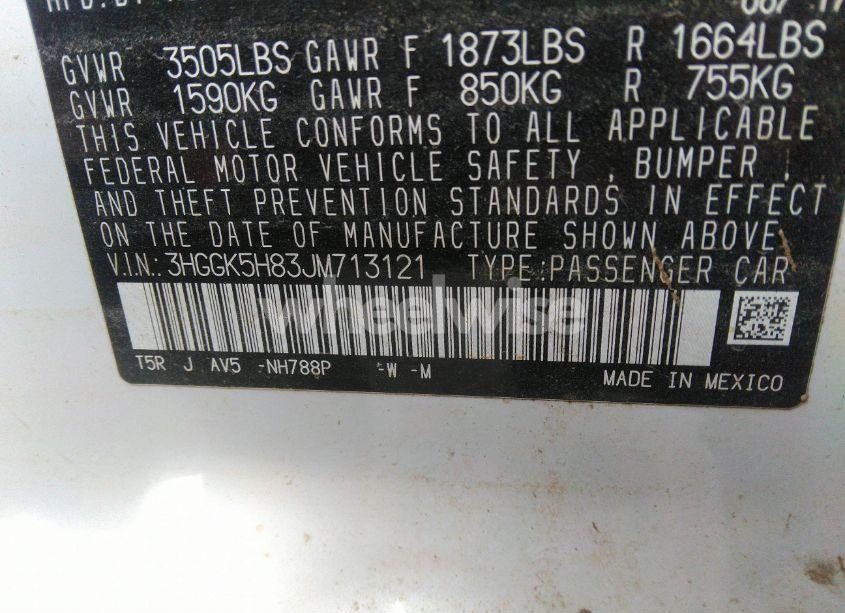 GVWR 3505LBS GAWR F 1873LBS R 1664LBS
GVWR 1590KG GAWR F 850KG R 755KG
THIS VEHICLE CONFORMS TO ALL APPLICABLE
FEDERAL MOTOR VEHICLE SAFETY , BUMPER ,
AND THEFT PREVENTION STANDARDS IN EFFECT
ON THE DATE OF MANUFACTURE SHOWN ABOVE.
V.I.N.: 3HGGK5H83JM713121 TYPE:PASSENGER CAR
wheelwise
T5R J AV5 -NH788P -W -M
MADE IN MEXICO